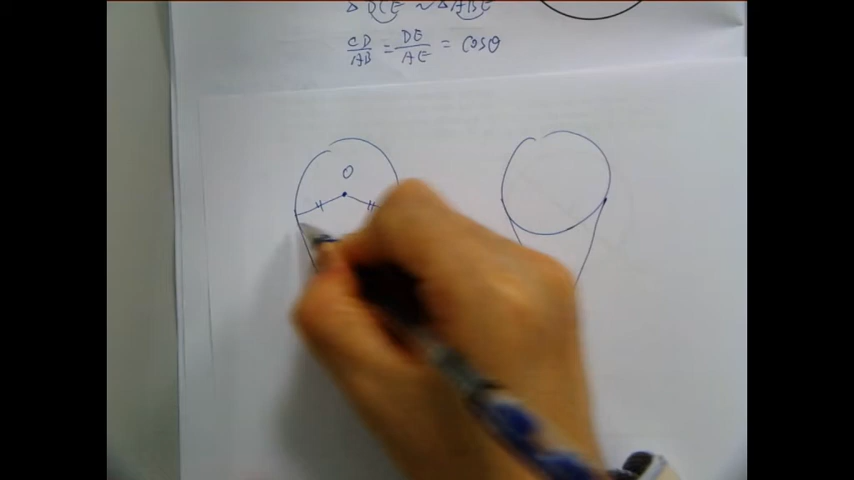 △DCE ∼ △ABE
CD/AB = DE/AE = cosθ
O